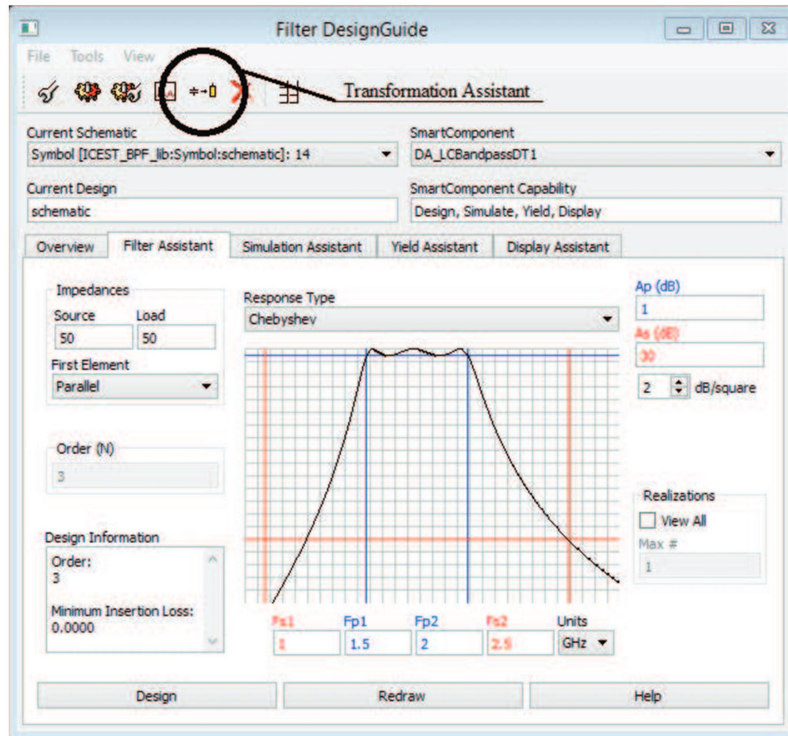 Filter DesignGuide
File Tools View
Transformation Assistant
Current Schematic
Symbol [ICEST_BPF_lib:Symbol:schematic]: 14
SmartComponent
DA_LCBandpassDT1
Current Design
schematic
SmartComponent Capability
Design, Simulate, Yield, Display
Overview Filter Assistant Simulation Assistant Yield Assistant Display Assistant
Impedances
Source Load
50 50
First Element
Parallel
Order (N)
3
Design Information
Order:
3
Minimum Insertion Loss:
0.0000
Response Type
Chebyshev
Fs1 Fp1 Fp2 Fs2 Units
1 1.5 2 2.5 GHz
Ap (dB)
1
As (dB)
30
2 dB/square
Realizations
View All
Max #
1
Design Redraw Help